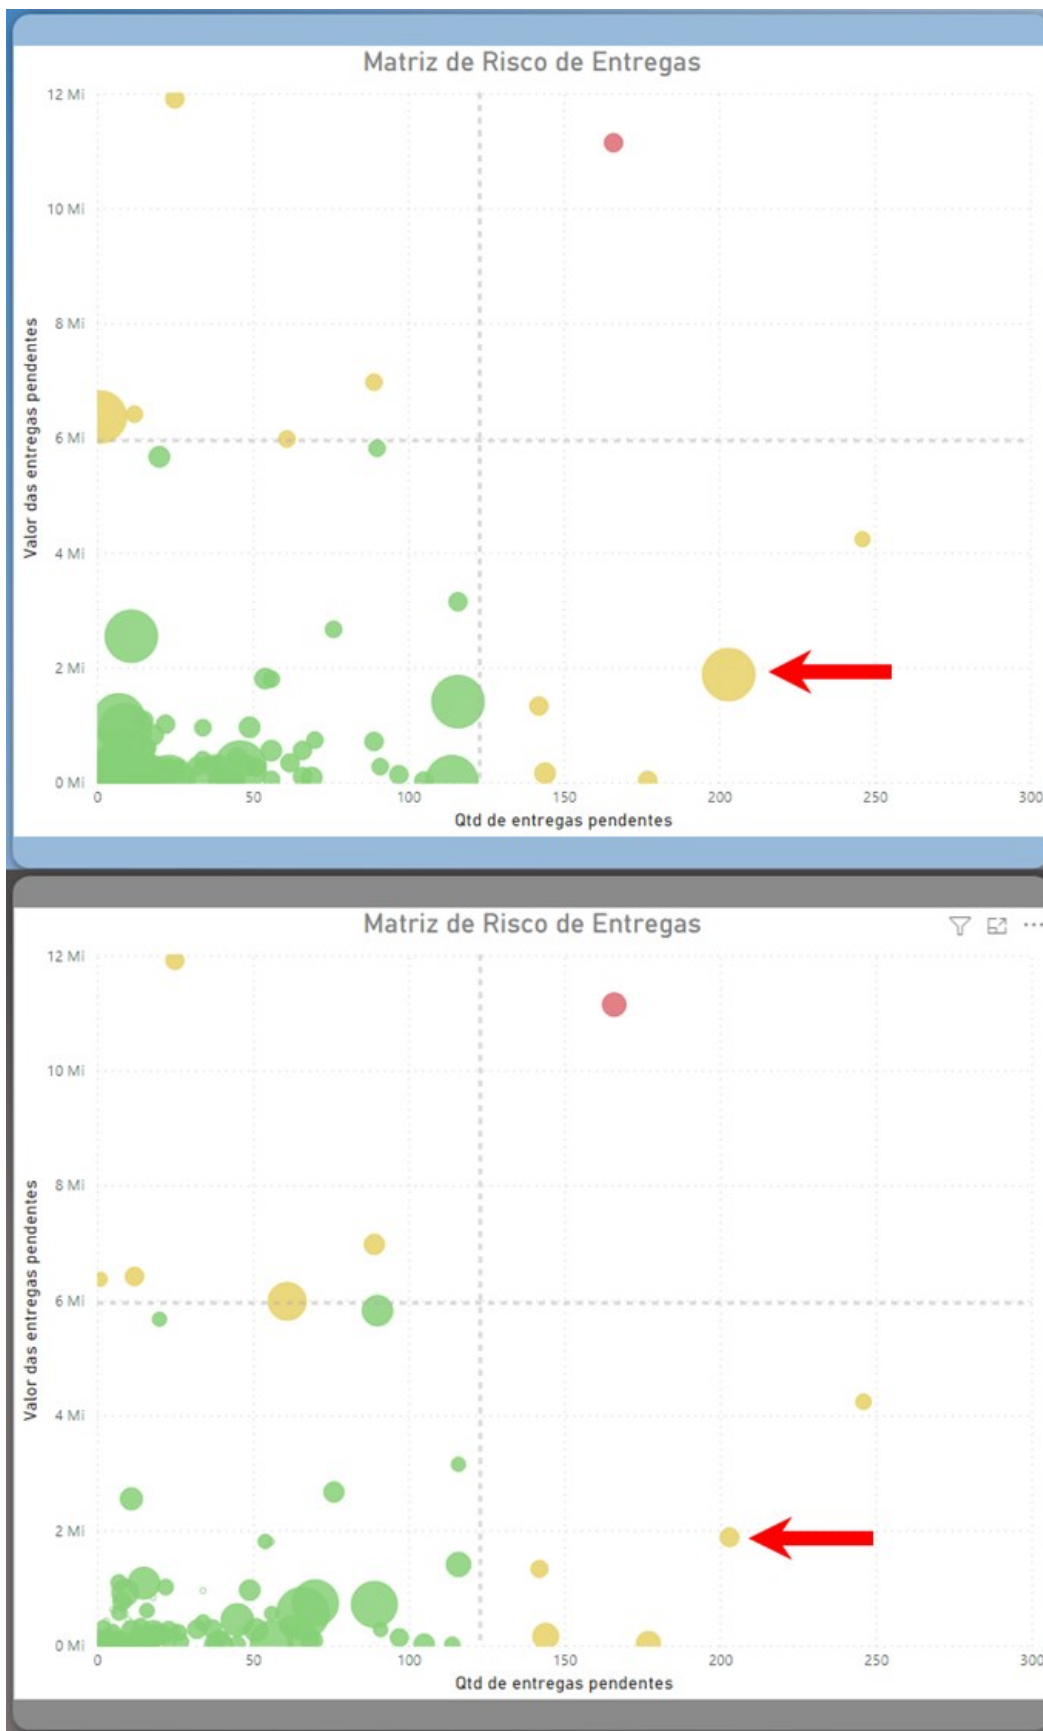 Matriz de Risco de Entregas
12 Mi
10 Mi
8 Mi
6 Mi
4 Mi
2 Mi
0 Mi
Valor das entregas pendentes
0 50 100 150 200 250 300
Qtd de entregas pendentes
Matriz de Risco de Entregas
12 Mi
10 Mi
8 Mi
6 Mi
4 Mi
2 Mi
0 Mi
Valor das entregas pendentes
0 50 100 150 200 250 300
Qtd de entregas pendentes